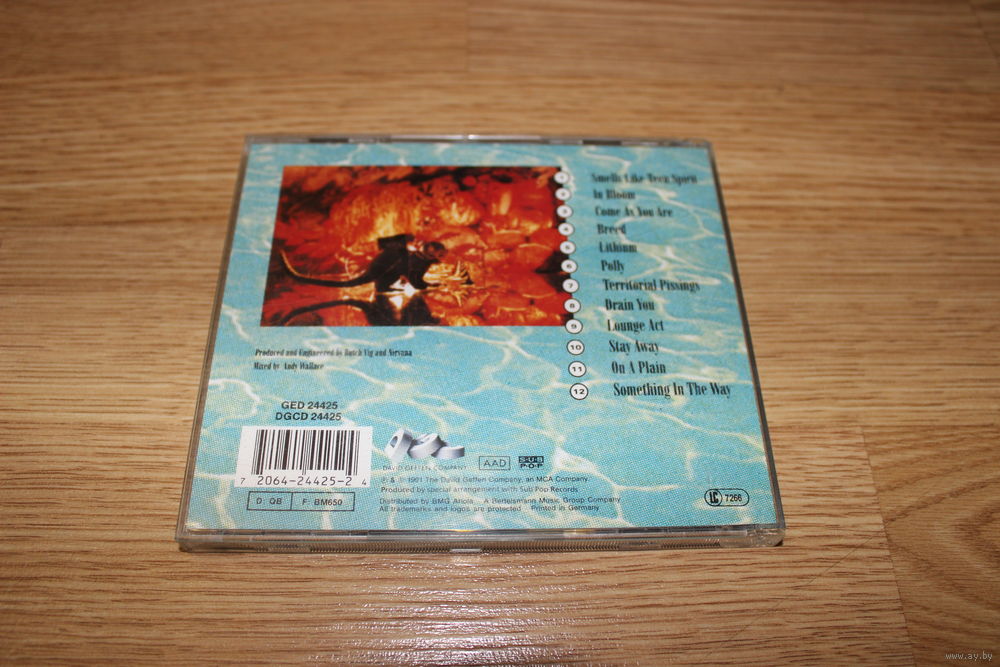 1 Smells Like Teen Spirit
2 In Bloom
3 Come As You Are
4 Breed
5 Lithium
6 Polly
7 Territorial Pissings
8 Drain You
9 Lounge Act
10 Stay Away
11 On A Plain
12 Something In The Way
Produced and Engineered by Butch Vig and Nirvana
Mixed by Andy Wallace
GED 24425
DGCD 24425
7 2064-24425-2 4
D: QB F: BM650
DAVID GEFFEN COMPANY
AAD
SUB
POP
℗ & © 1991 The David Geffen Company, an MCA Company.
Produced by special arrangement with Sub Pop Records
Distributed by BMG Ariola. A Bertelsmann Music Group Company
All trademarks and logos are protected Printed in Germany
LC 7266
www.ay.by